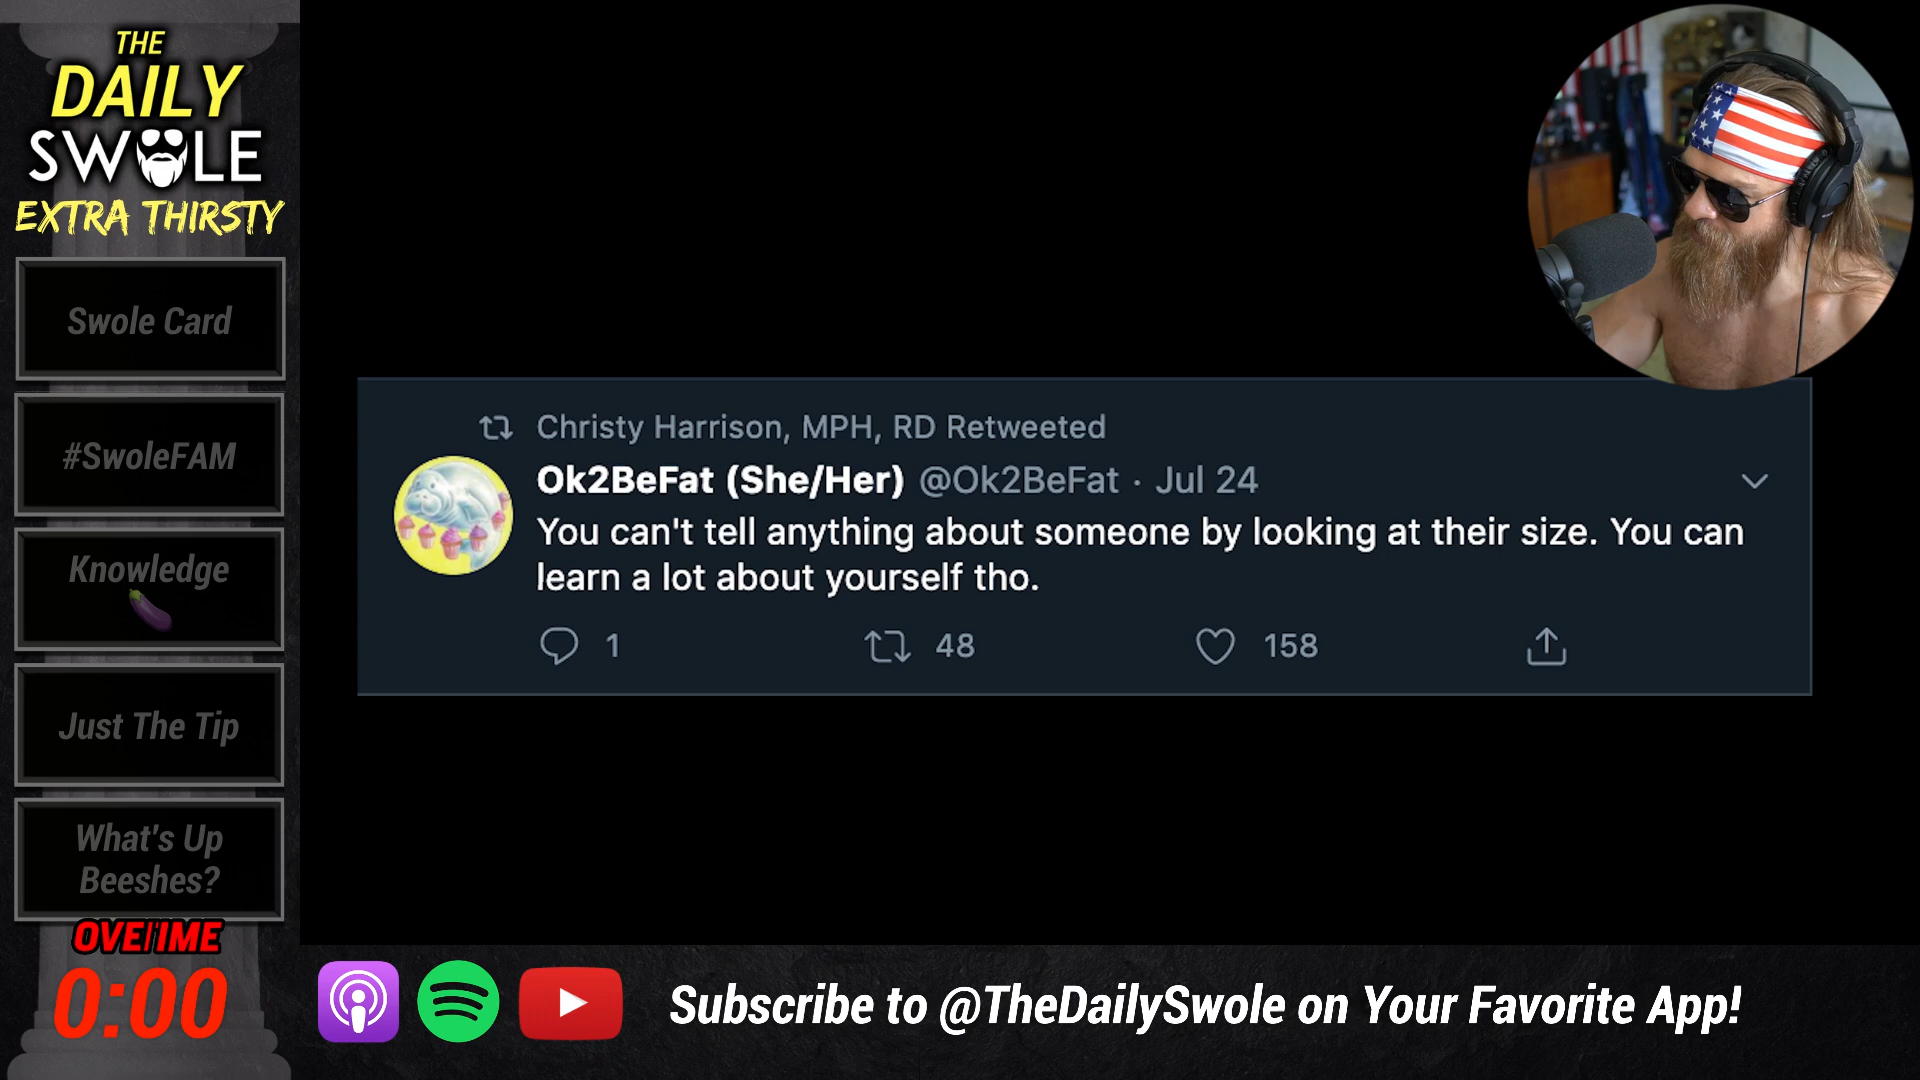 THE
DAILY
SWOLE
EXTRA THIRSTY
Swole Card
#SwoleFAM
Knowledge
Just The Tip
What's Up
Beeshes?
0:00
Christy Harrison, MPH, RD Retweeted
Ok2BeFat (She/Her) @Ok2BeFat · Jul 24
You can't tell anything about someone by looking at their size. You can
learn a lot about yourself tho.
1 48 158
Subscribe to @TheDailySwole on Your Favorite App!